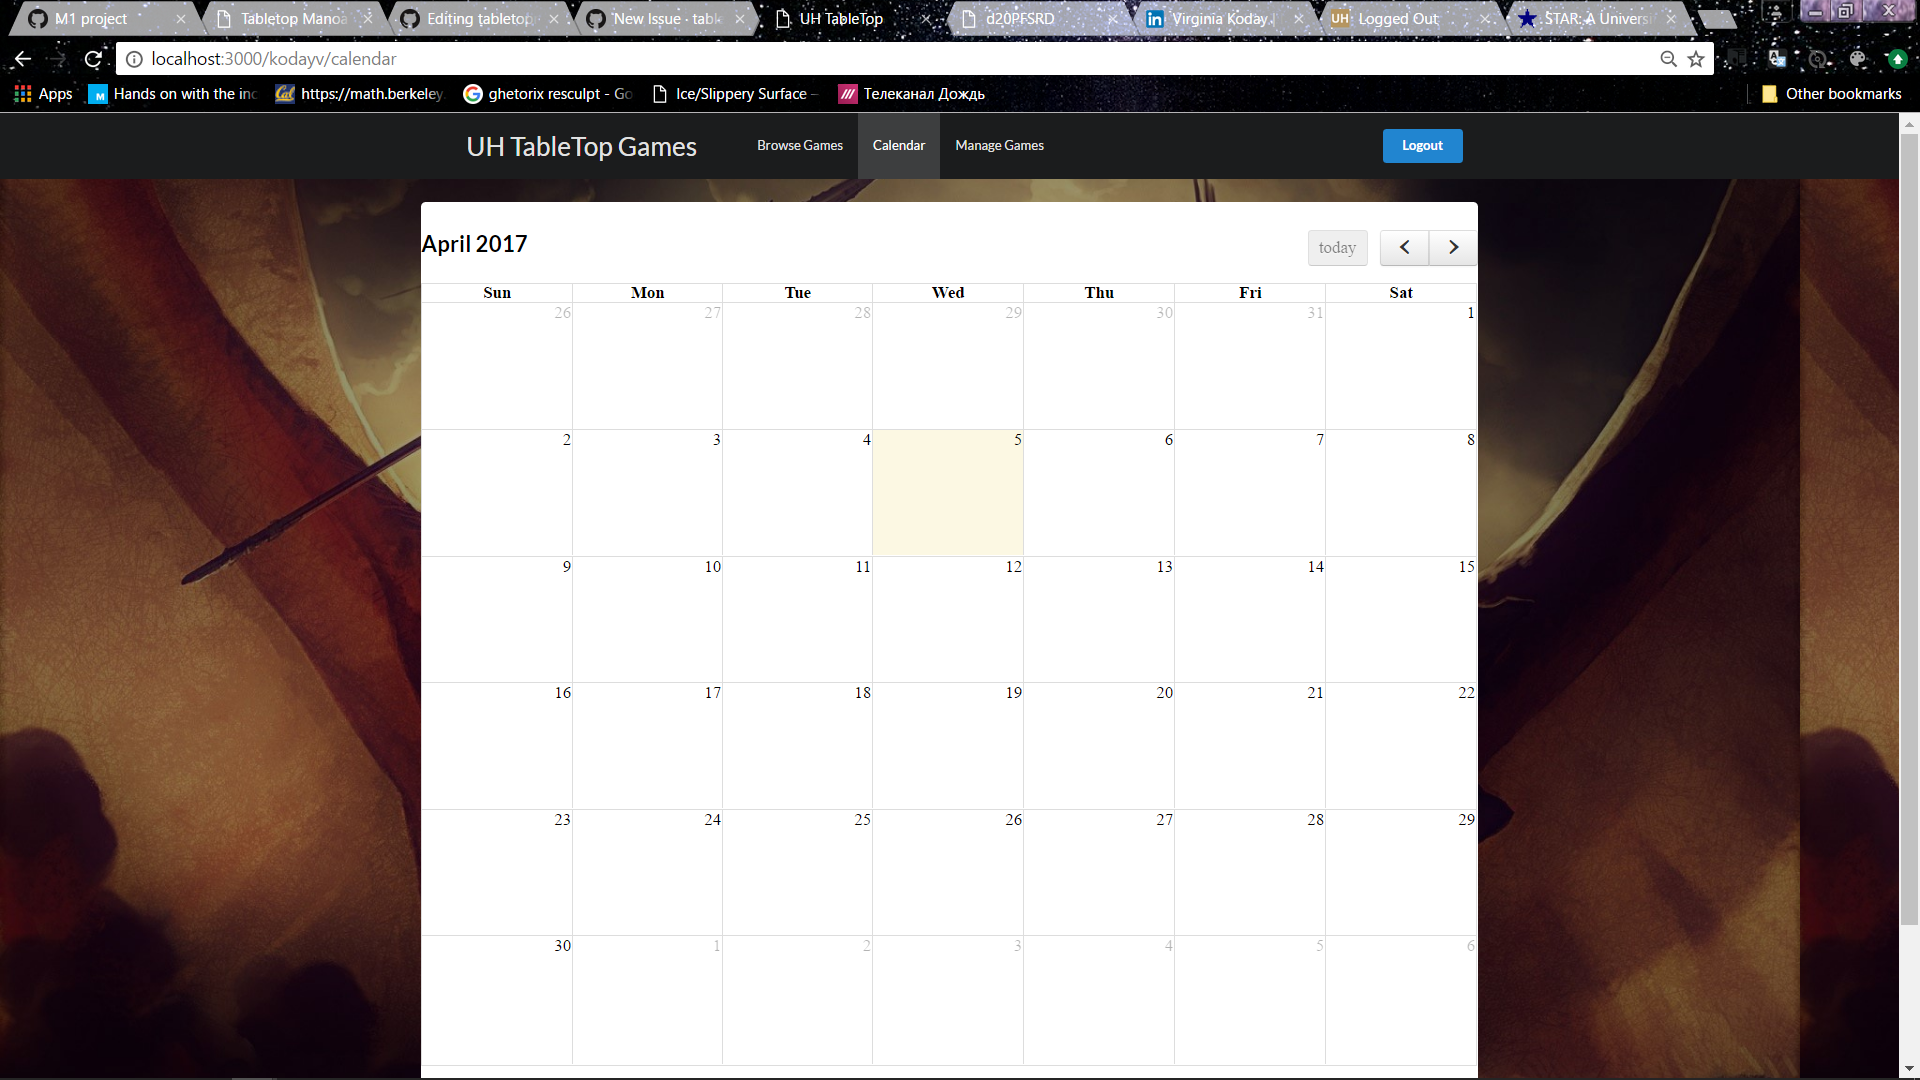 M1 project Tabletop Manoa Editing tabletop New Issue · table UH TableTop d20PFSRD Virginia Koday | Logged Out STAR: A Universi
localhost:3000/kodayv/calendar
Apps Hands on with the inc https://math.berkeley. ghetorix resculpt - Go Ice/Slippery Surface – Телеканал Дождь Other bookmarks
UH TableTop Games Browse Games Calendar Manage Games Logout
April 2017 today
Sun Mon Tue Wed Thu Fri Sat
26 27 28 29 30 31 1
2 3 4 5 6 7 8
9 10 11 12 13 14 15
16 17 18 19 20 21 22
23 24 25 26 27 28 29
30 1 2 3 4 5 6